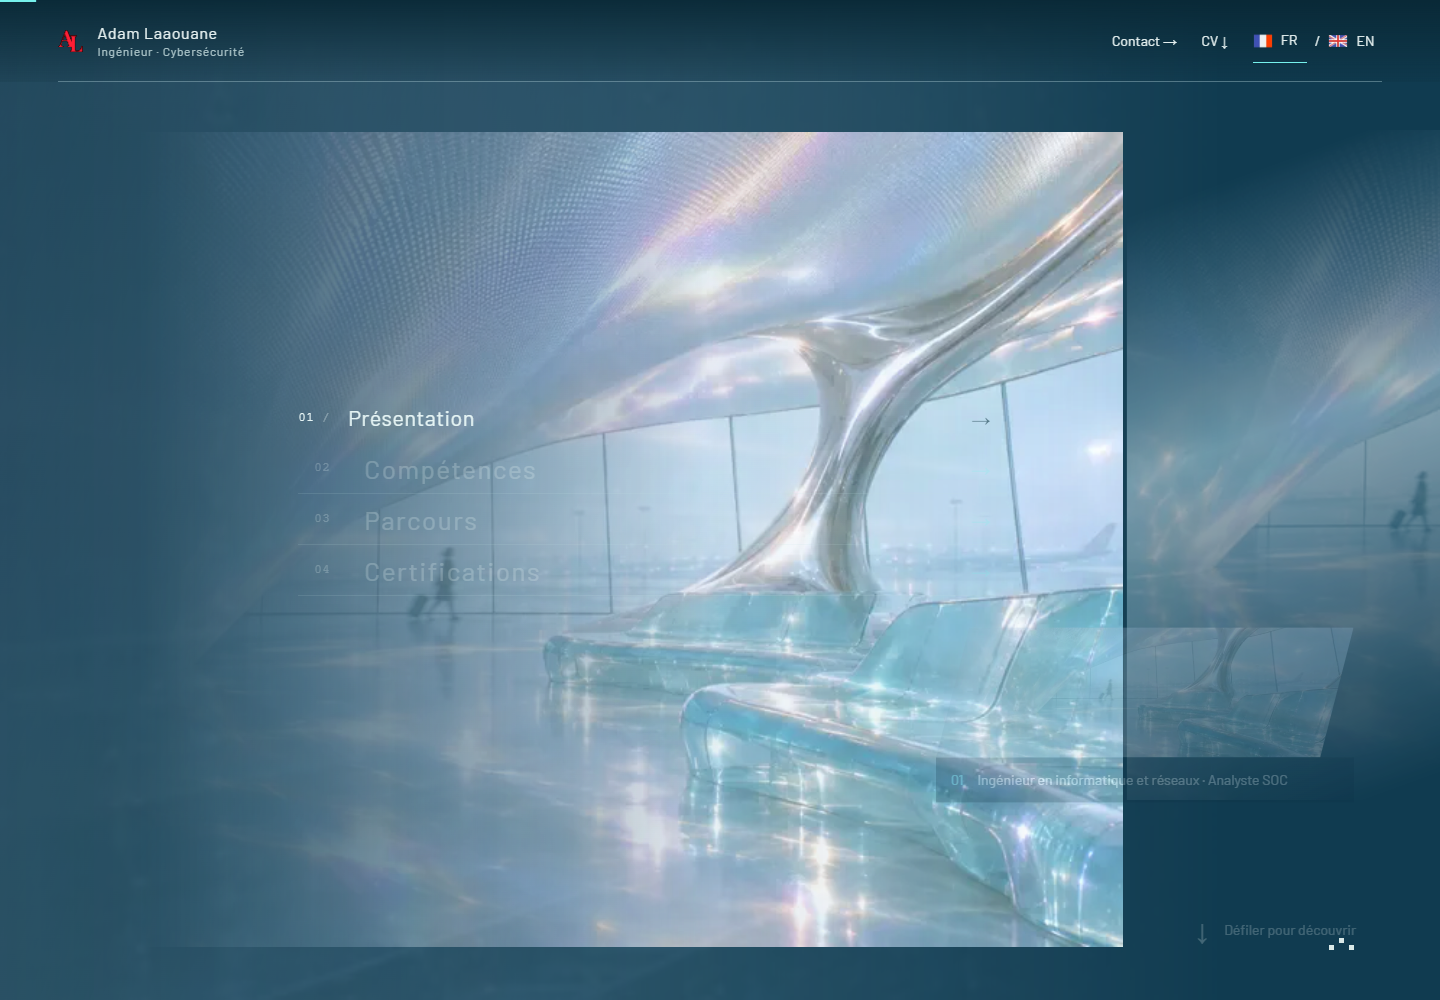 AL
Adam Laaouane
Ingénieur · Cybersécurité
Contact →
CV ↓
FR / EN
01 / Présentation →
02 Compétences
03 Parcours
04 Certifications
01 Ingénieur en informatique et réseaux · Analyste SOC
↓ Défiler pour découvrir